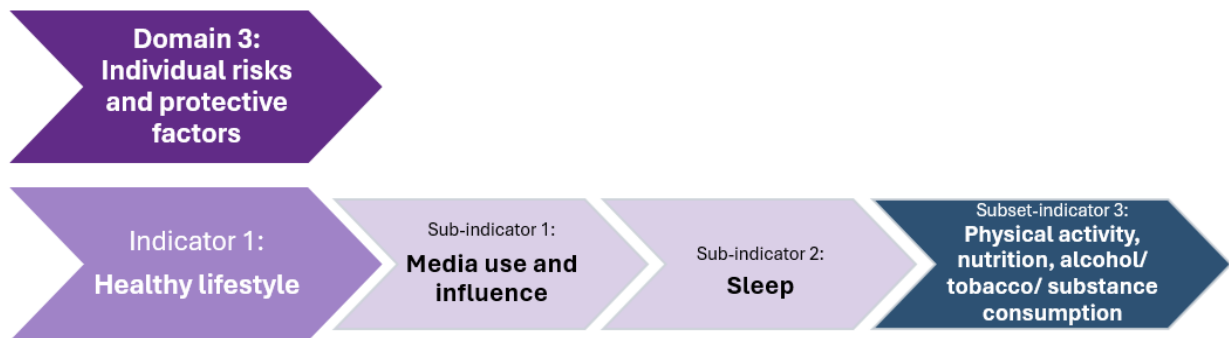 Domain 3:
Individual risks
and protective
factors
Indicator 1:
Healthy lifestyle
Sub-indicator 1:
Media use and
influence
Sub-indicator 2:
Sleep
Subset-indicator 3:
Physical activity,
nutrition, alcohol/
tobacco/ substance
consumption